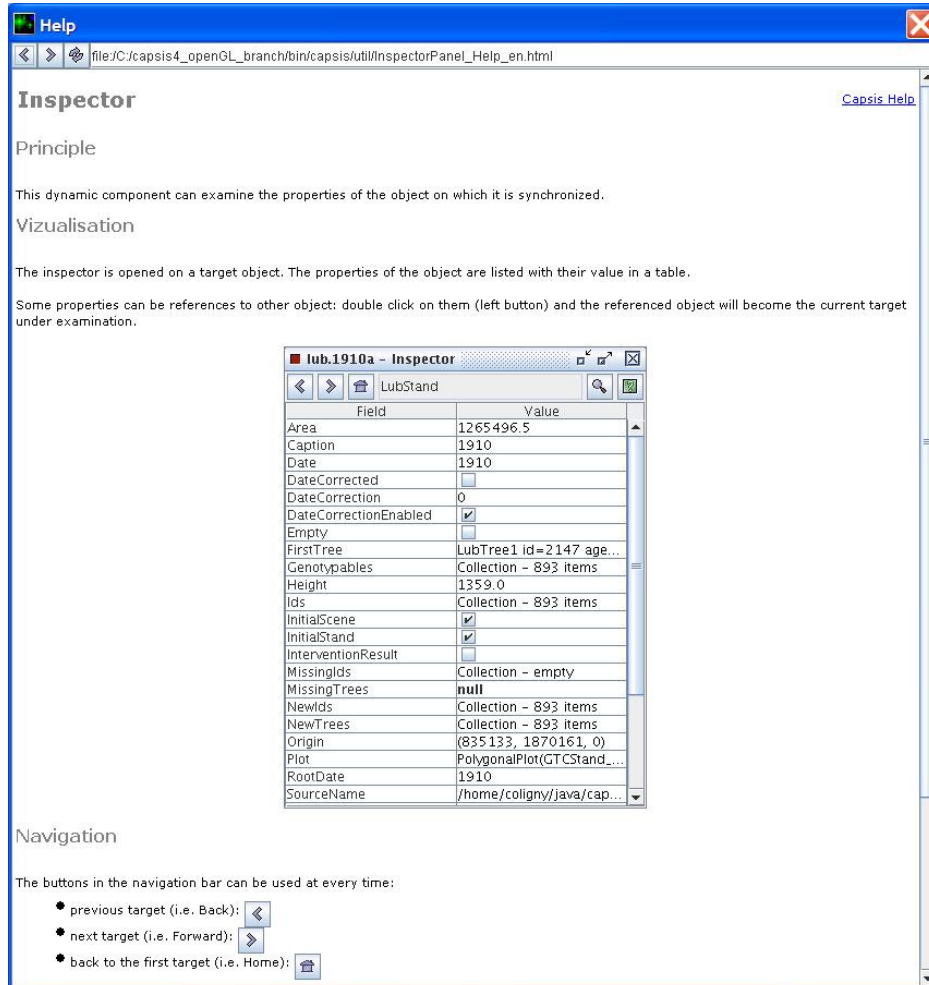 Help
file:/C:/capsis4_openGL_branch/bin/capsis/util/InspectorPanel_Help_en.html
Inspector
Capsis Help
Principle
This dynamic component can examine the properties of the object on which it is synchronized.
Vizualisation
The inspector is opened on a target object. The properties of the object are listed with their value in a table.
Some properties can be references to other object: double click on them (left button) and the referenced object will become the current target
under examination.
lub.1910a - Inspector
LubStand
Field Value
Area 1265496.5
Caption 1910
Date 1910
DateCorrected
DateCorrection 0
DateCorrectionEnabled
Empty
FirstTree LubTree1 id=2147 age...
Genotypables Collection - 893 items
Height 1359.0
Ids Collection - 893 items
InitialScene
InitialStand
InterventionResult
MissingIds Collection - empty
MissingTrees null
NewIds Collection - 893 items
NewTrees Collection - 893 items
Origin (835133, 1870161, 0)
Plot PolygonalPlot(GTCStand_...
RootDate 1910
SourceName /home/coligny/java/cap...
Navigation
The buttons in the navigation bar can be used at every time:
previous target (i.e. Back):
next target (i.e. Forward):
back to the first target (i.e. Home):